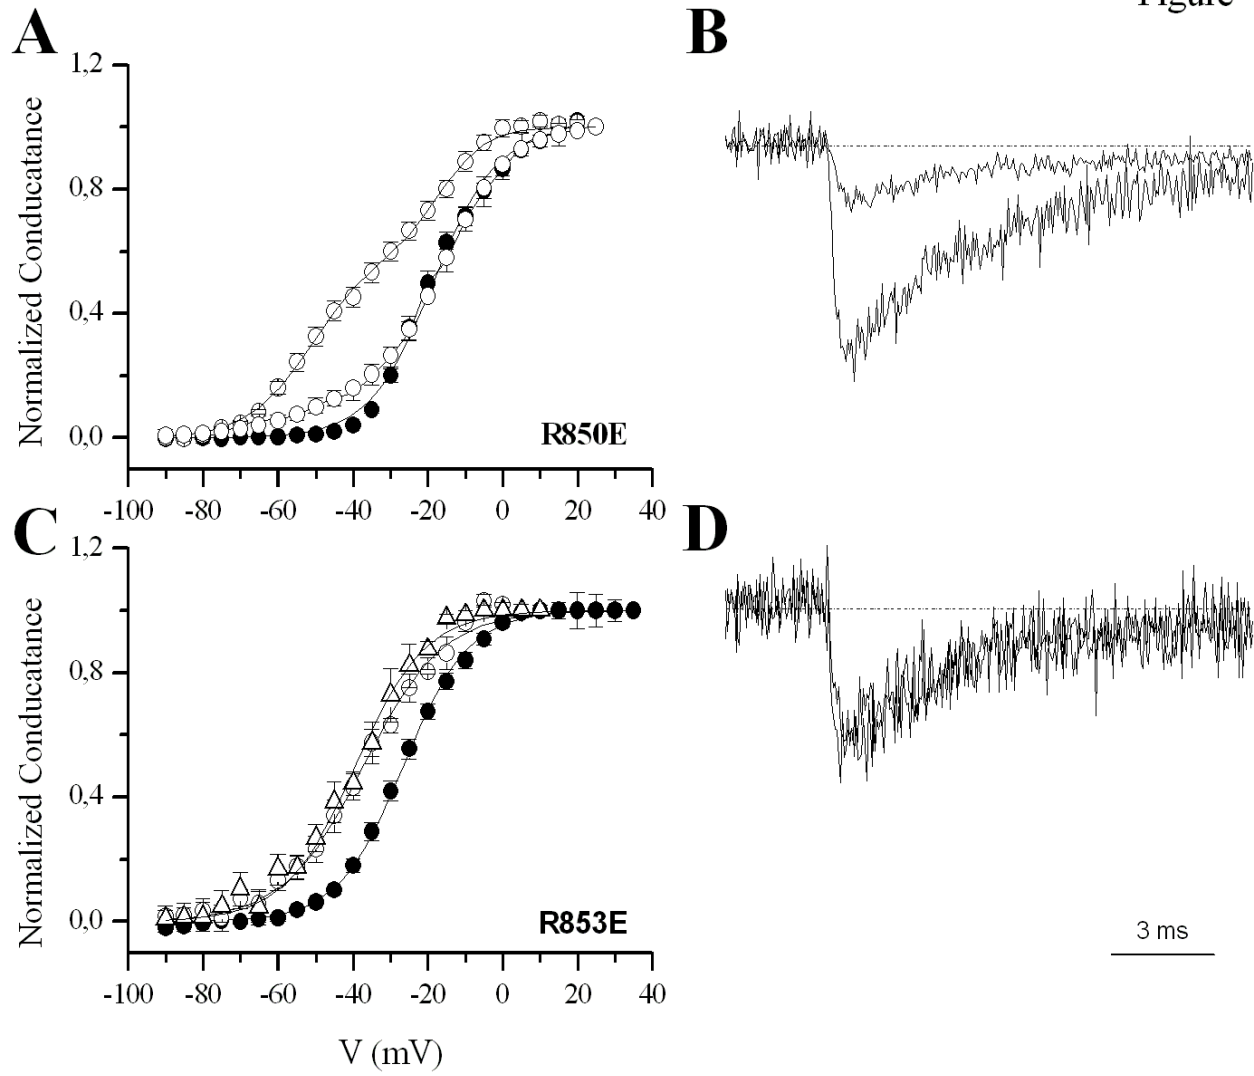 Figure
A
B
1,2
0,8
0,4
0,0
Normalized Conducatance
R850E
-100 -80 -60 -40 -20 0 20 40
C
D
1,2
0,8
0,4
0,0
Normalized Conducatance
R853E
3 ms
-100 -80 -60 -40 -20 0 20 40
V (mV)